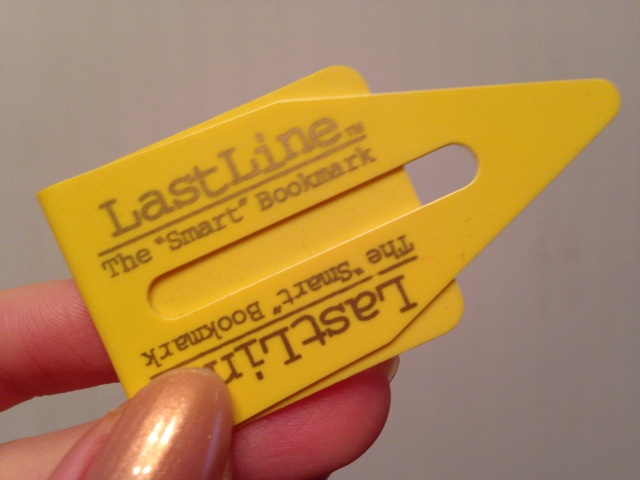 LastLine™
The "Smart" Bookmark
LastLin
The "Smart" Bookmark